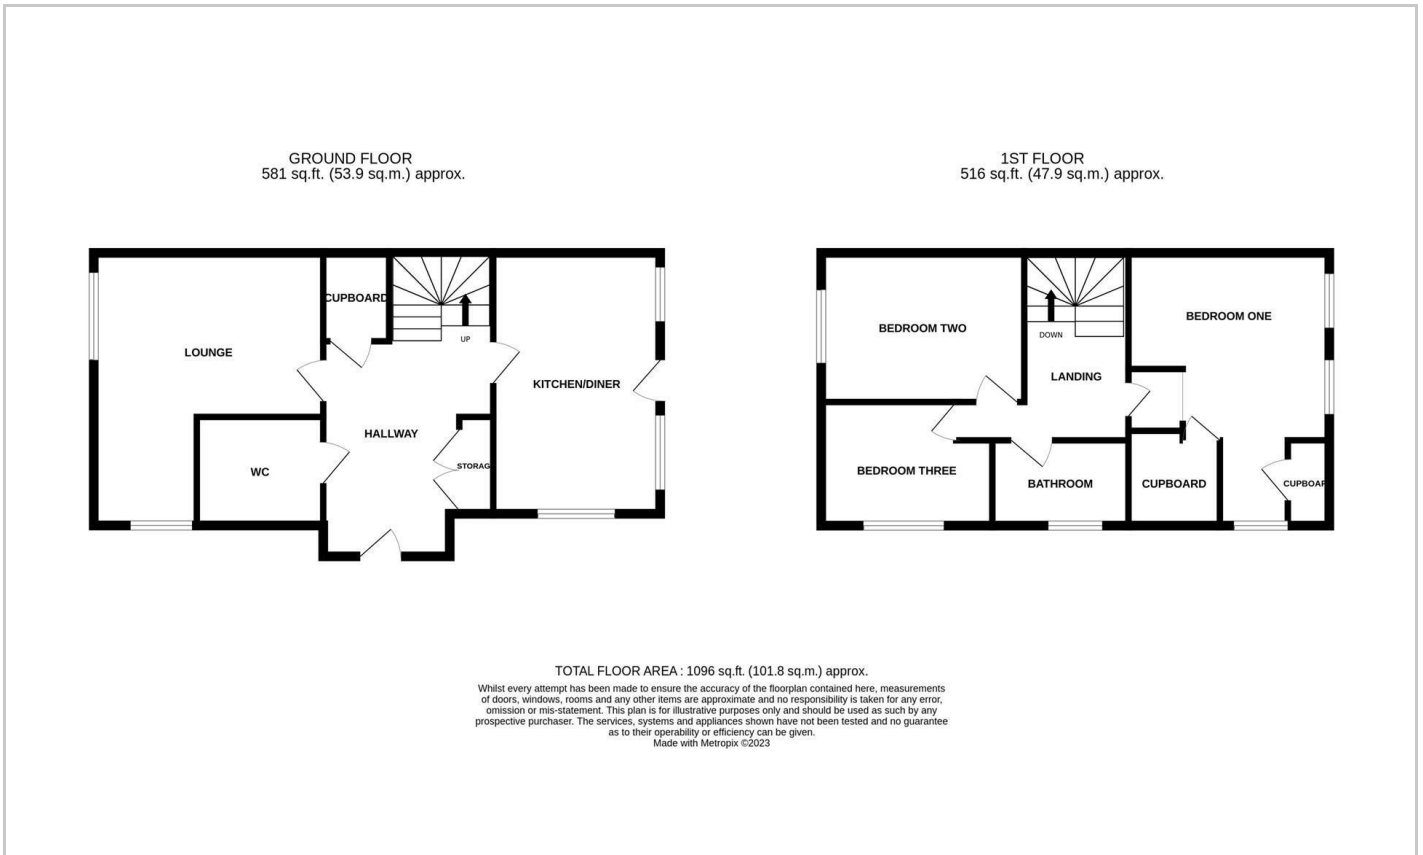 GROUND FLOOR
581 sq.ft. (53.9 sq.m.) approx.
1ST FLOOR
516 sq.ft. (47.9 sq.m.) approx.
CUPBOARD
UP
LOUNGE
KITCHEN/DINER
HALLWAY
STORAG
WC
BEDROOM TWO
BEDROOM ONE
DOWN
LANDING
BEDROOM THREE
BATHROOM
CUPBOARD
CUPBOAR
TOTAL FLOOR AREA : 1096 sq.ft. (101.8 sq.m.) approx.
Whilst every attempt has been made to ensure the accuracy of the floorplan contained here, measurements
of doors, windows, rooms and any other items are approximate and no responsibility is taken for any error,
omission or mis-statement. This plan is for illustrative purposes only and should be used as such by any
prospective purchaser. The services, systems and appliances shown have not been tested and no guarantee
as to their operability or efficiency can be given.
Made with Metropix ©2023